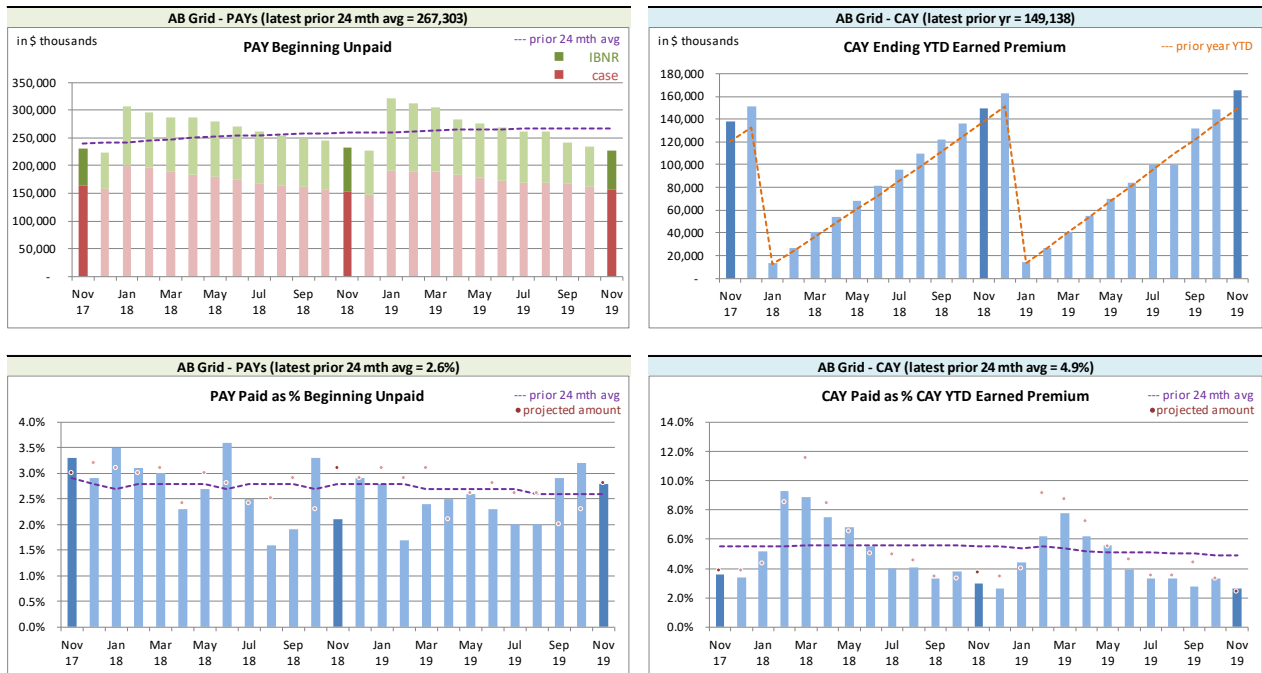 AB Grid - PAYs (latest prior 24 mth avg = 267,303)
in $ thousands
PAY Beginning Unpaid
--- prior 24 mth avg
IBNR
case
350,000
300,000
250,000
200,000
150,000
100,000
50,000
-
Nov Jan Mar May Jul Sep Nov Jan Mar May Jul Sep Nov
17 18 18 18 18 18 18 19 19 19 19 19 19
AB Grid - CAY (latest prior yr = 149,138)
in $ thousands
CAY Ending YTD Earned Premium
--- prior year YTD
180,000
160,000
140,000
120,000
100,000
80,000
60,000
40,000
20,000
-
Nov Jan Mar May Jul Sep Nov Jan Mar May Jul Sep Nov
17 18 18 18 18 18 18 19 19 19 19 19 19
AB Grid - PAYs (latest prior 24 mth avg = 2.6%)
PAY Paid as % Beginning Unpaid
--- prior 24 mth avg
•projected amount
4.0%
3.5%
3.0%
2.5%
2.0%
1.5%
1.0%
0.5%
0.0%
Nov Jan Mar May Jul Sep Nov Jan Mar May Jul Sep Nov
17 18 18 18 18 18 18 19 19 19 19 19 19
AB Grid - CAY (latest prior 24 mth avg = 4.9%)
CAY Paid as % CAY YTD Earned Premium
--- prior 24 mth avg
•projected amount
14.0%
12.0%
10.0%
8.0%
6.0%
4.0%
2.0%
0.0%
Nov Jan Mar May Jul Sep Nov Jan Mar May Jul Sep Nov
17 18 18 18 18 18 18 19 19 19 19 19 19